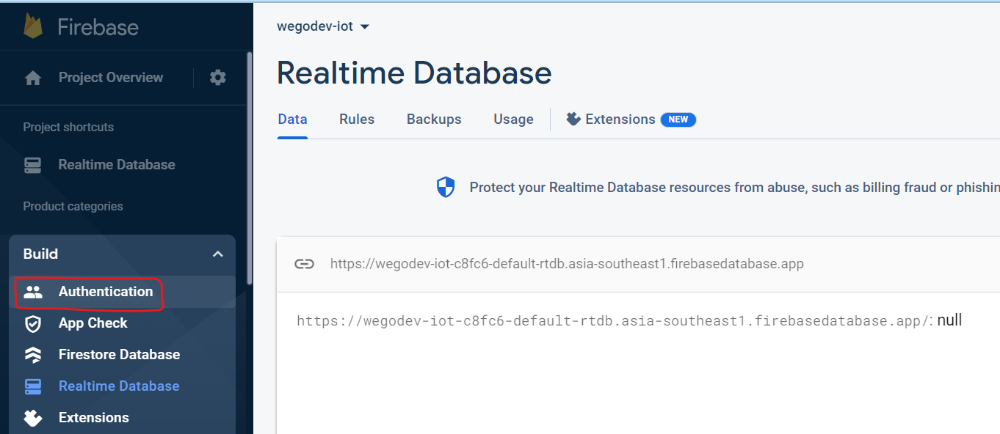 Firebase
Project Overview
Project shortcuts
Realtime Database
Product categories
Build
Authentication
App Check
Firestore Database
Realtime Database
Extensions
wegodev-iot
Realtime Database
Data Rules Backups Usage Extensions NEW
Protect your Realtime Database resources from abuse, such as billing fraud or
https://wegodev-iot-c8fc6-default-rtdb.asia-southeast1.firebasedatabase.app
https://wegodev-iot-c8fc6-default-rtdb.asia-southeast1.firebasedatabase.app/: null